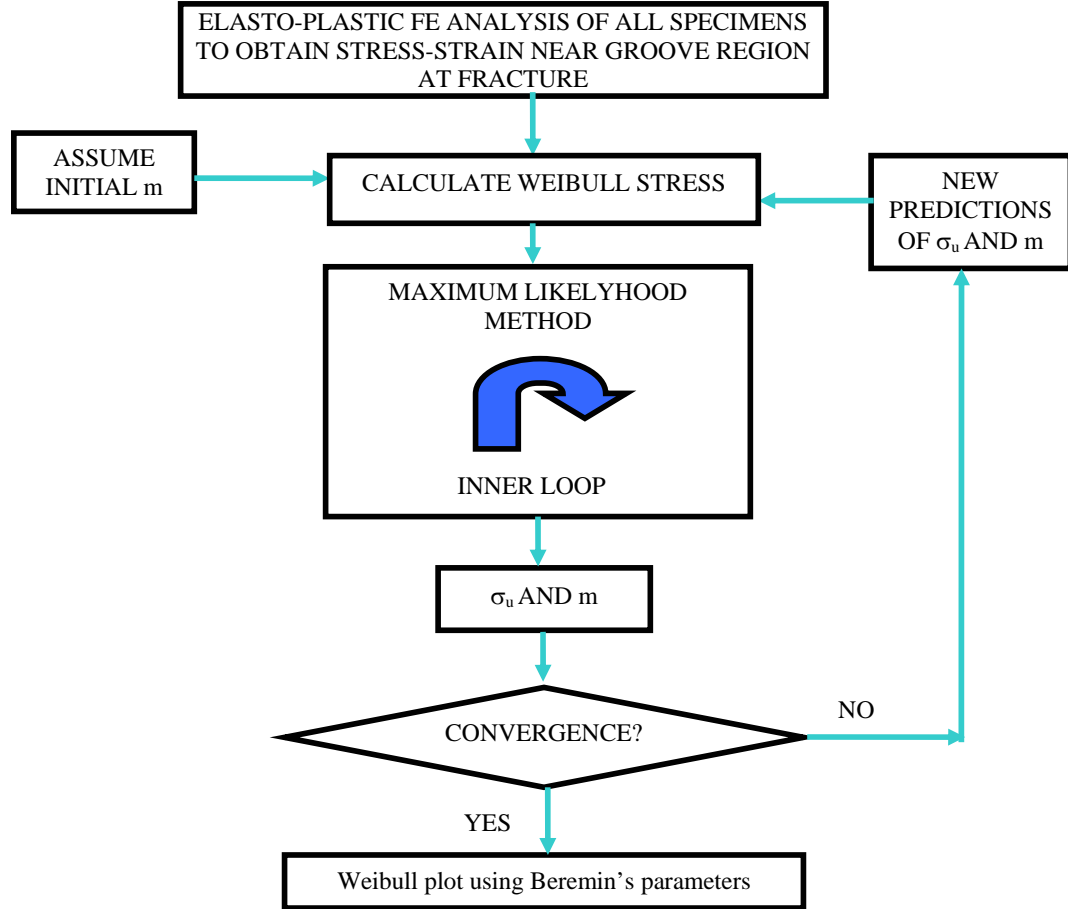 ELASTO-PLASTIC FE ANALYSIS OF ALL SPECIMENS
TO OBTAIN STRESS-STRAIN NEAR GROOVE REGION
AT FRACTURE
ASSUME
INITIAL m
CALCULATE WEIBULL STRESS
NEW
PREDICTIONS
OF σu AND m
MAXIMUM LIKELYHOOD
METHOD
INNER LOOP
σu AND m
CONVERGENCE?
NO
YES
Weibull plot using Beremin’s parameters